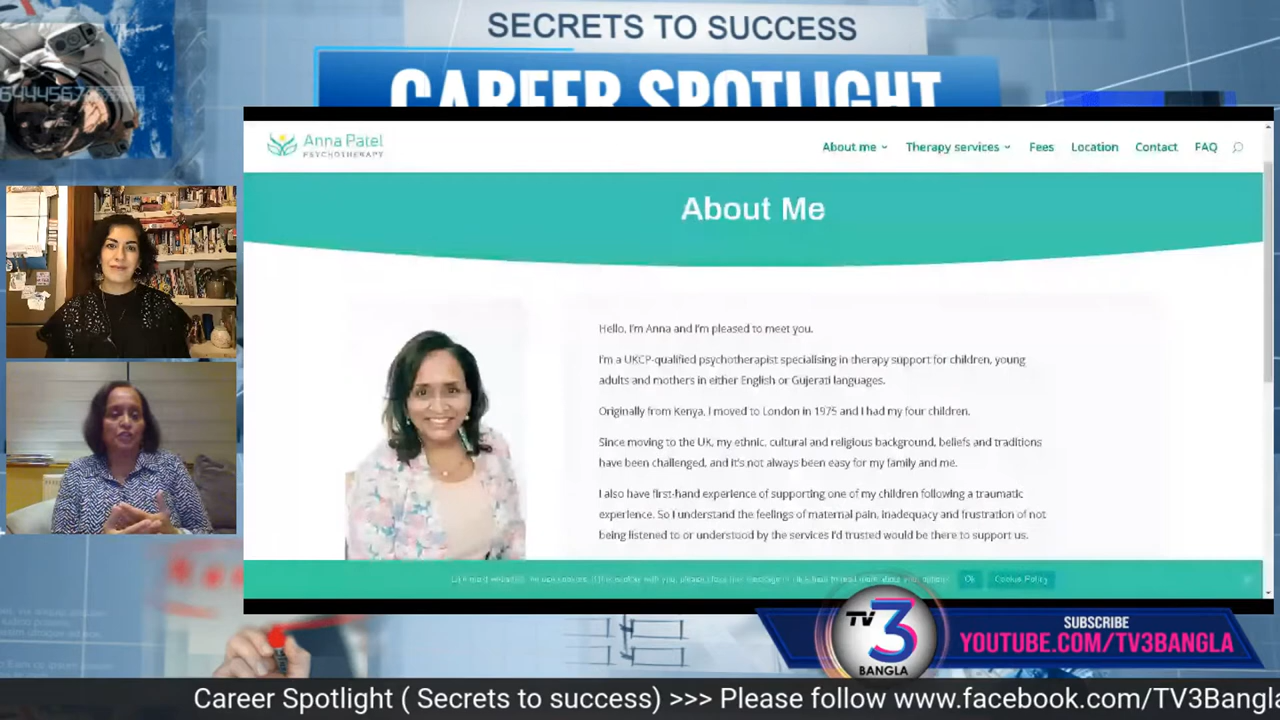 SECRETS TO SUCCESS
CAREER SPOTLIGHT
6444567
Anna Patel
PSYCHOTHERAPY
About me
Therapy services
Fees
Location
Contact
FAQ
About Me
Hello, I'm Anna and I'm pleased to meet you.
I'm a UKCP-qualified psychotherapist specialising in therapy support for children, young
adults and mothers in either English or Gujerati languages.
Originally from Kenya, I moved to London in 1975 and I had my four children.
Since moving to the UK, my ethnic, cultural and religious background, beliefs and traditions
have been challenged, and it's not always been easy for my family and me.
I also have first-hand experience of supporting one of my children following a traumatic
experience. So I understand the feelings of maternal pain, inadequacy and frustration of not
being listened to or understood by the services I'd trusted would be there to support us.
Ok
Cookie Policy
TV3
BANGLA
SUBSCRIBE
YOUTUBE.COM/TV3BANGLA
Career Spotlight ( Secrets to success) >>> Please follow www.facebook.com/TV3Bangla